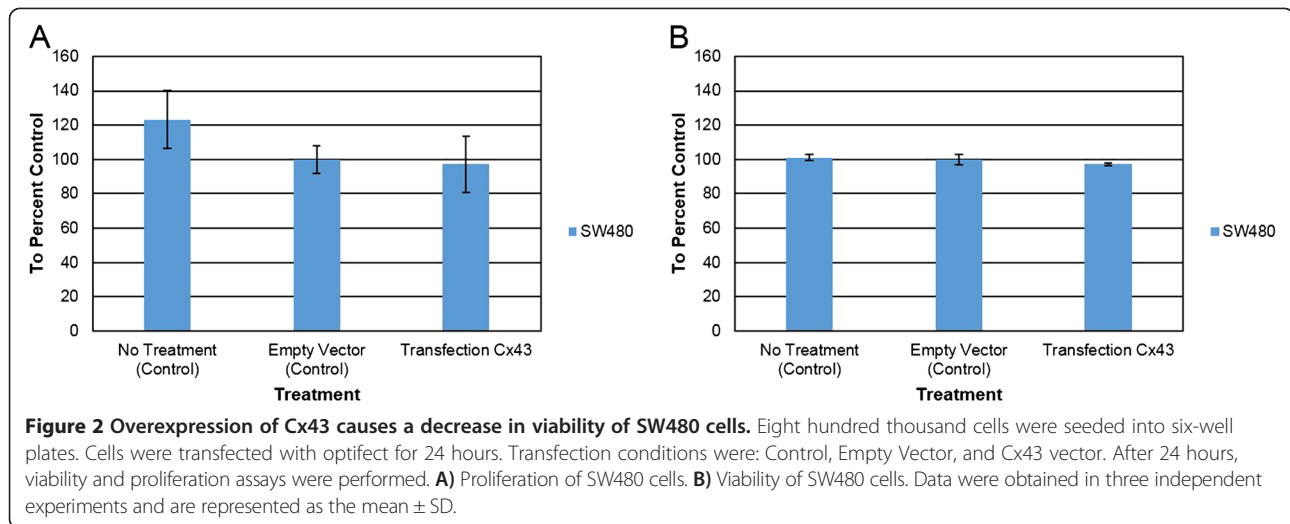 A
160
140
120
100
80
60
40
20
0
To Percent Control
No Treatment (Control)
Empty Vector (Control)
Transfection Cx43
Treatment
SW480
B
160
140
120
100
80
60
40
20
0
To Percent Control
No Treatment (Control)
Empty Vector (Control)
Transfection Cx43
Treatment
SW480
Figure 2 Overexpression of Cx43 causes a decrease in viability of SW480 cells. Eight hundred thousand cells were seeded into six-well
plates. Cells were transfected with optifect for 24 hours. Transfection conditions were: Control, Empty Vector, and Cx43 vector. After 24 hours,
viability and proliferation assays were performed. A) Proliferation of SW480 cells. B) Viability of SW480 cells. Data were obtained in three independent
experiments and are represented as the mean ± SD.